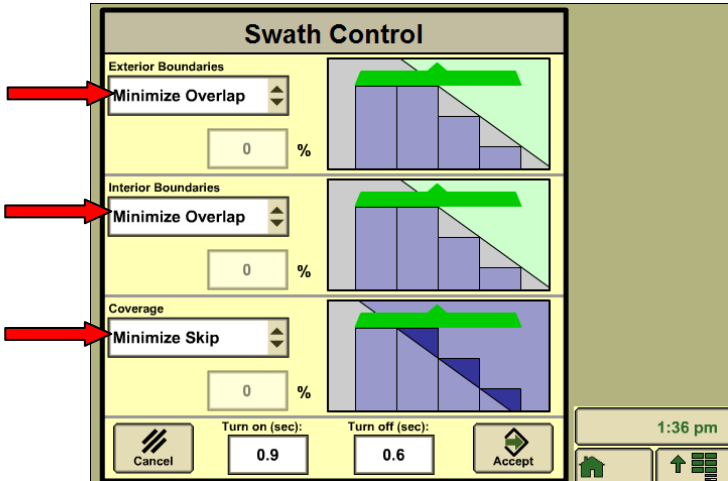 Swath Control
Exterior Boundaries
Minimize Overlap
0 %
Interior Boundaries
Minimize Overlap
0 %
Coverage
Minimize Skip
0 %
Turn on (sec): Turn off (sec):
Cancel 0.9 0.6 Accept
1:36 pm